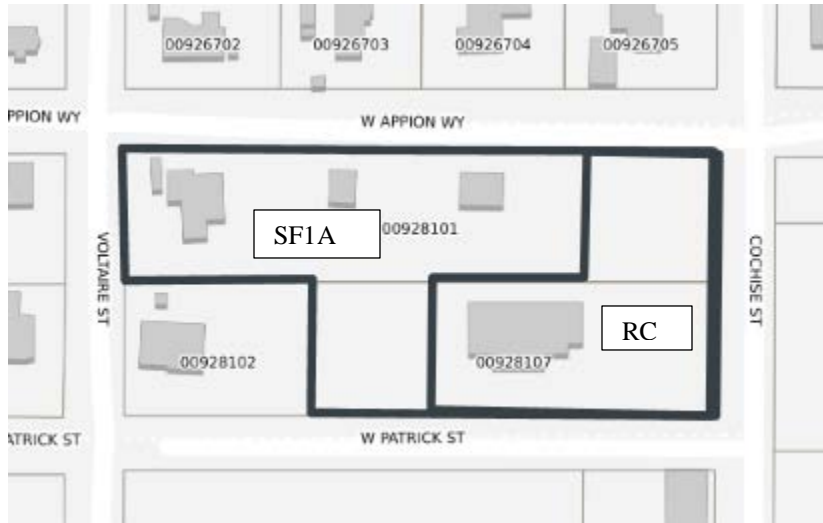 00926702
00926703
00926704
00926705
PPION WY
W APPION WY
SF1A
00928101
VOLTAIRE ST
COCHISE ST
RC
00928102
00928107
ATRICK ST
W PATRICK ST